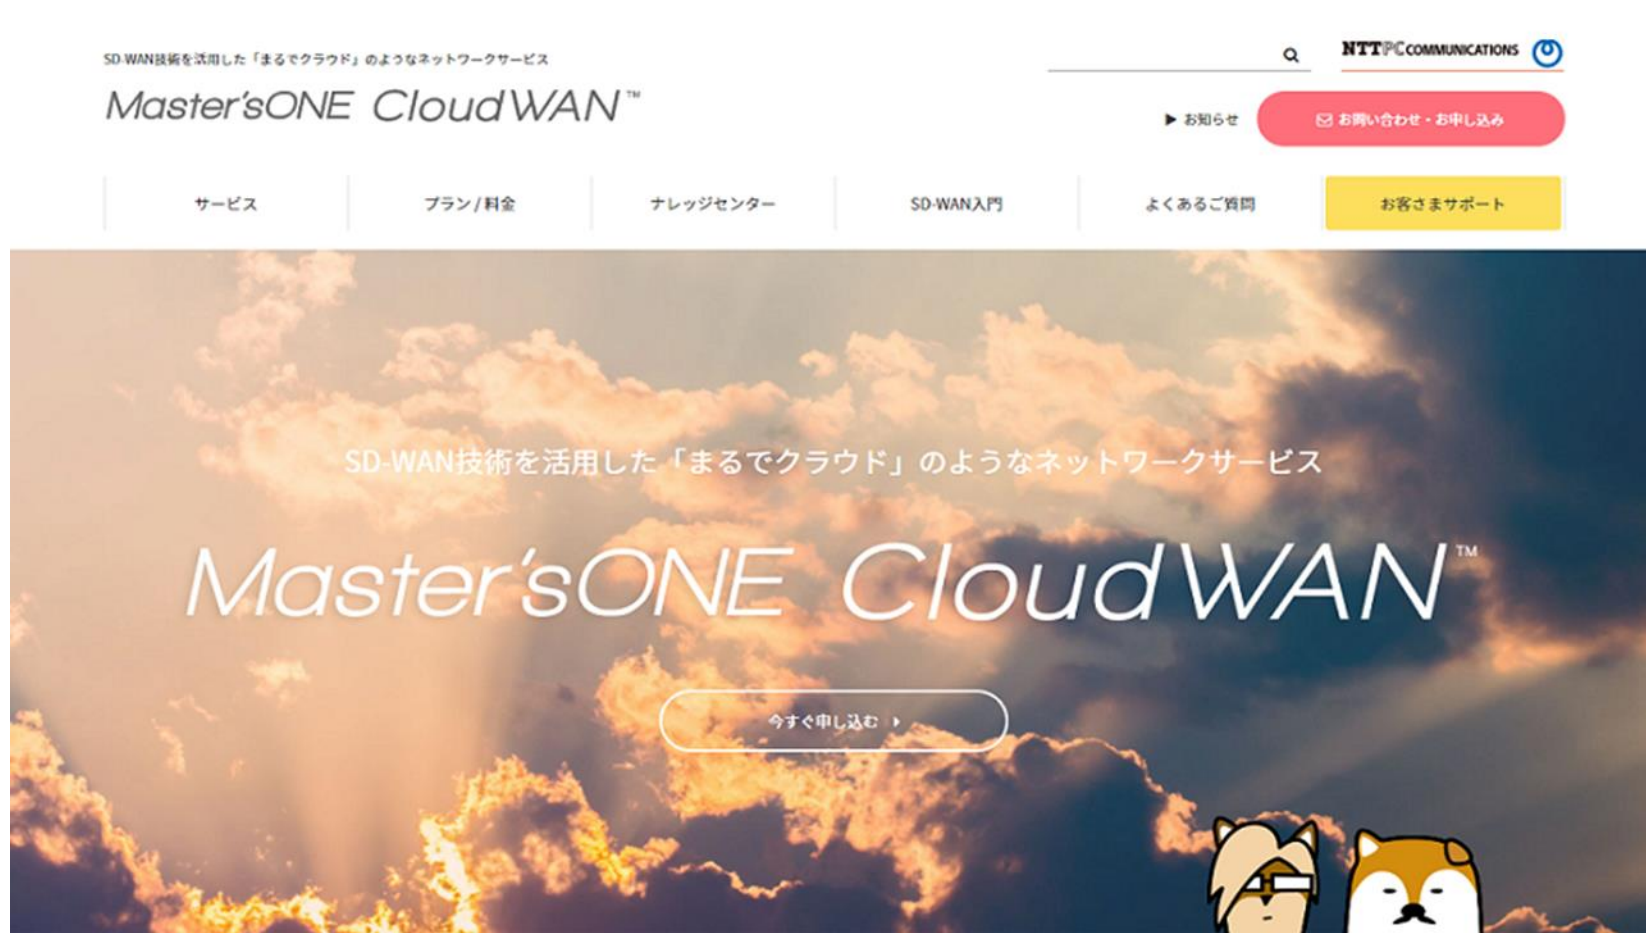 SD-WAN技術を活用した「まるでクラウド」のようなネットワークサービス
NTTPC COMMUNICATIONS
Master'sONE CloudWAN™
▶ お知らせ
お問い合わせ・お申し込み
サービス
プラン / 料金
ナレッジセンター
SD-WAN入門
よくあるご質問
お客さまサポート
SD-WAN技術を活用した「まるでクラウド」のようなネットワークサービス
Master'sONE CloudWAN™
今すぐ申し込む